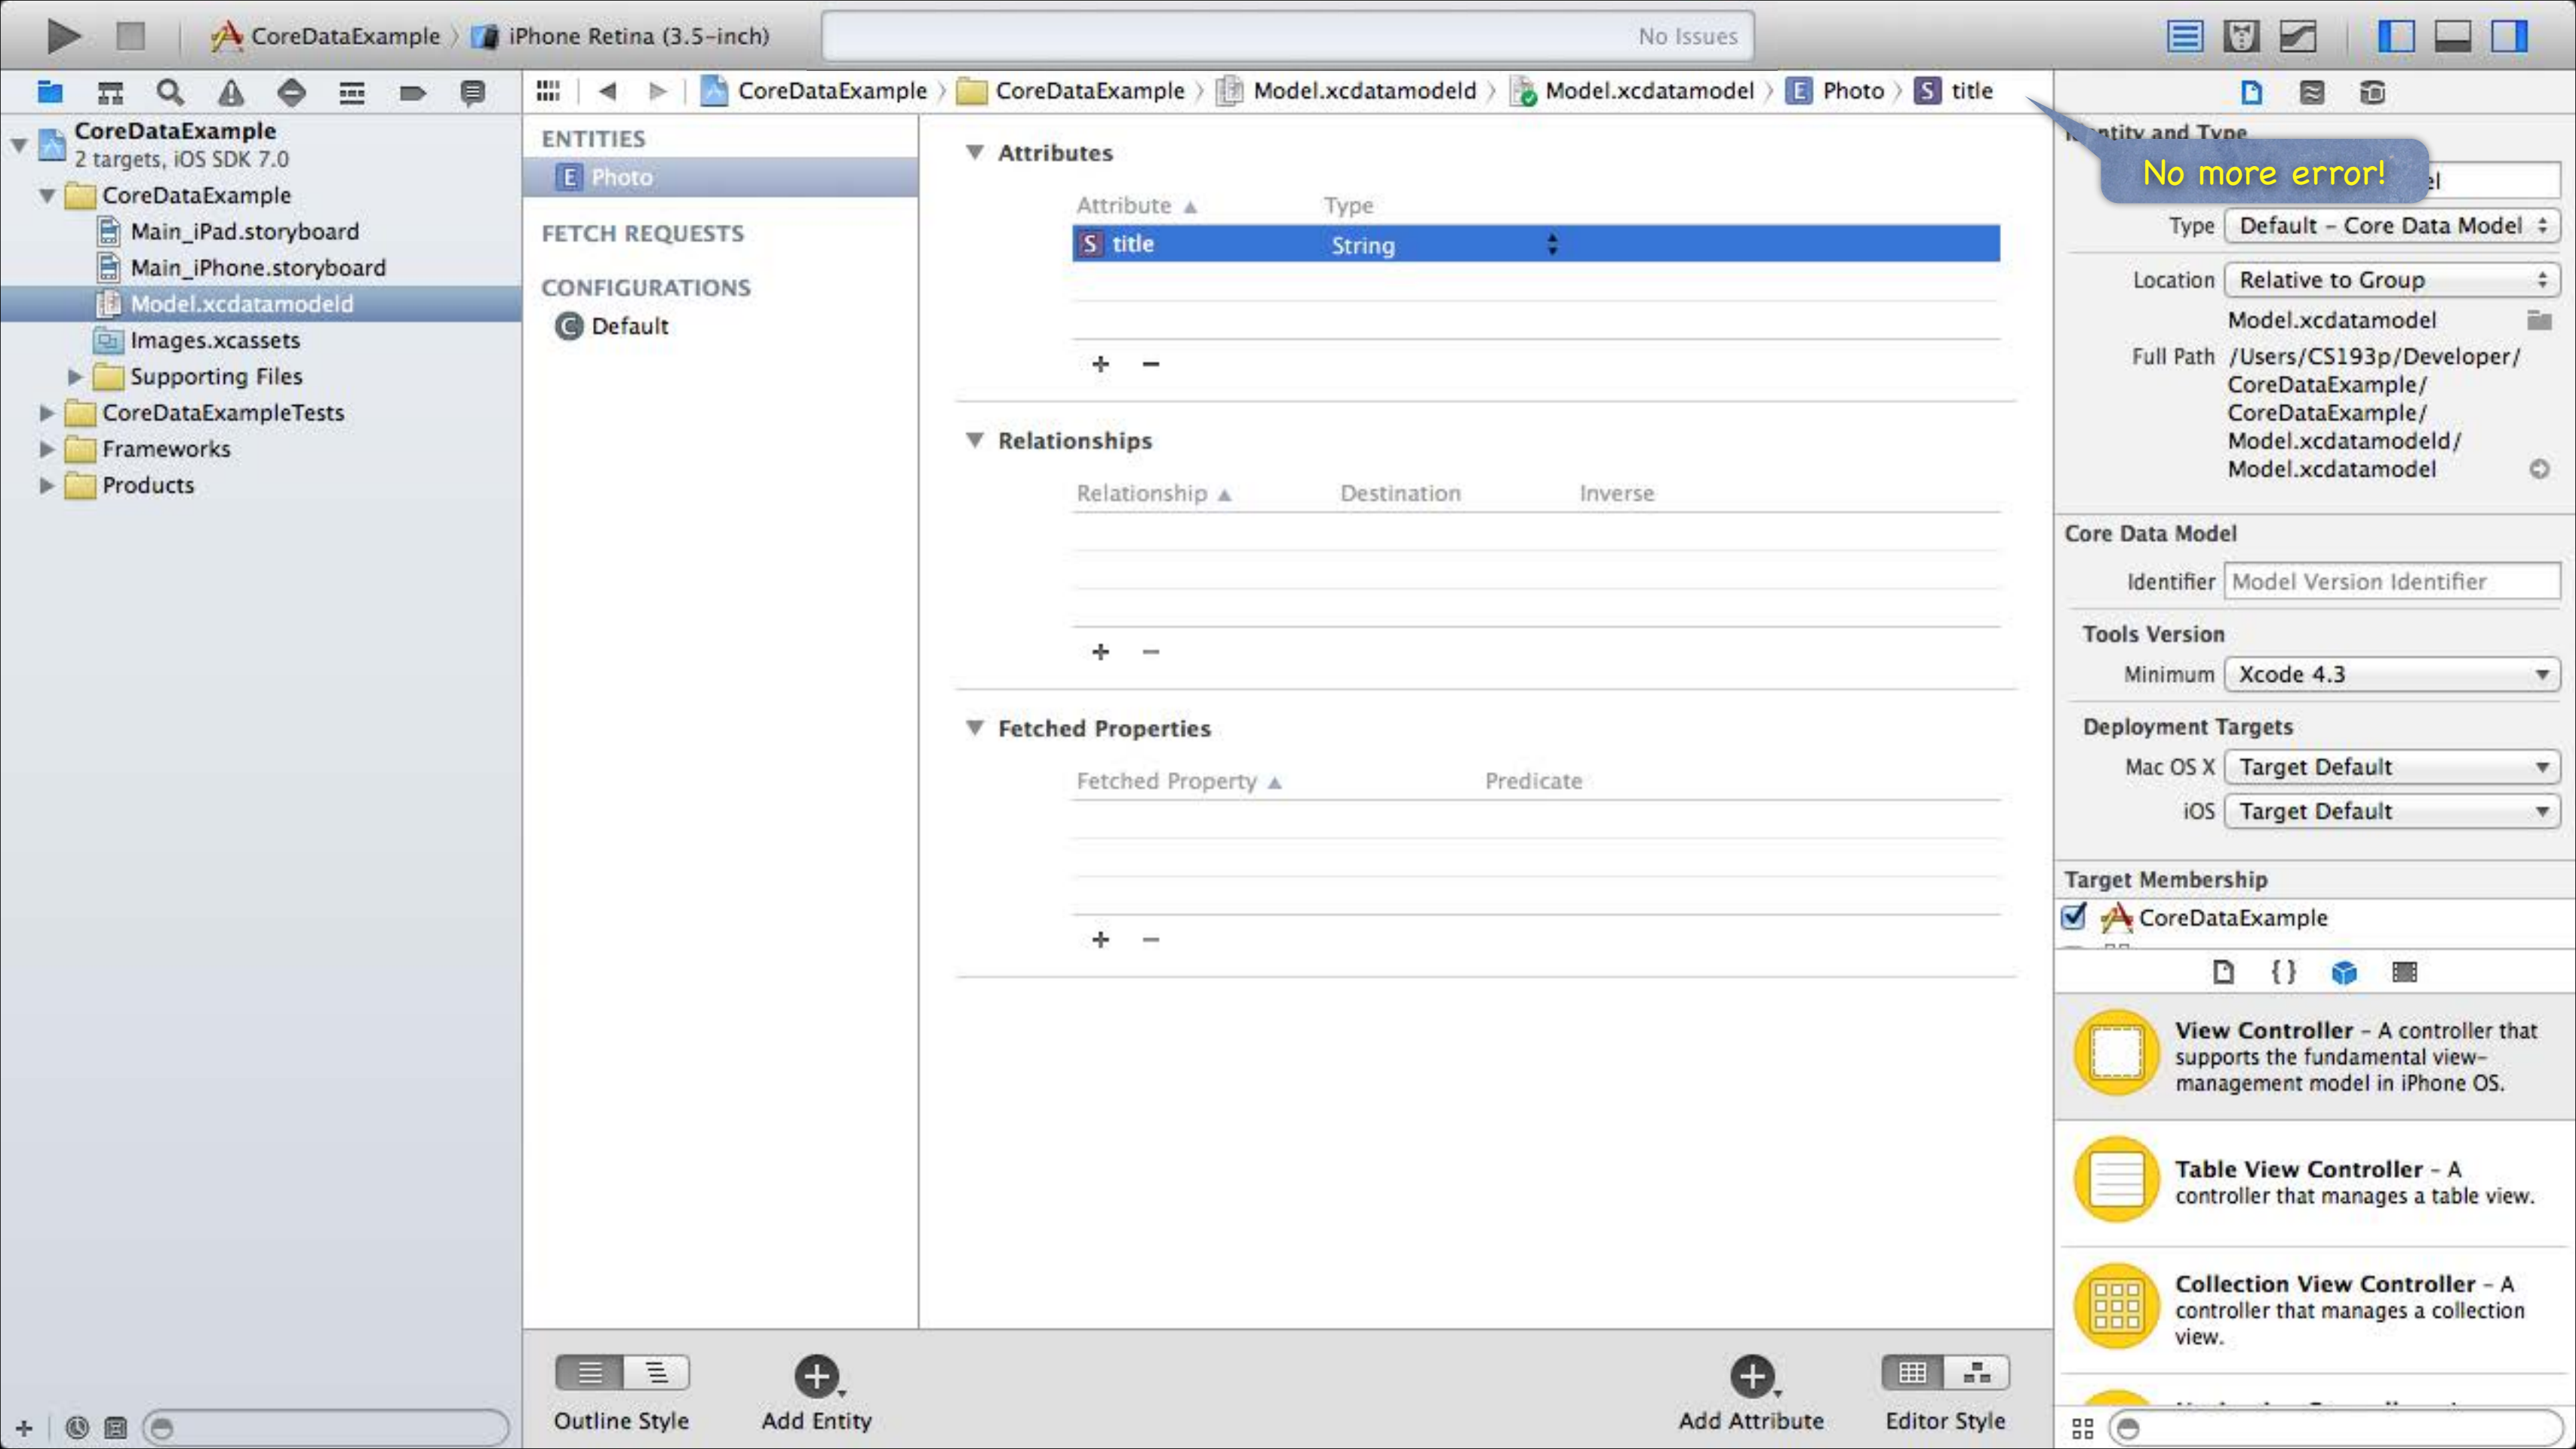 CoreDataExample
iPhone Retina (3.5-inch)
No Issues
CoreDataExample
CoreDataExample
Model.xcdatamodeld
Model.xcdatamodel
E Photo
S title
CoreDataExample
2 targets, iOS SDK 7.0
CoreDataExample
Main_iPad.storyboard
Main_iPhone.storyboard
Model.xcdatamodeld
Images.xcassets
Supporting Files
CoreDataExampleTests
Frameworks
Products
ENTITIES
E Photo
FETCH REQUESTS
CONFIGURATIONS
C Default
Attributes
Attribute Type
S title String
Relationships
Relationship Destination Inverse
Fetched Properties
Fetched Property Predicate
Outline Style
Add Entity
Add Attribute
Editor Style
and Type
No more error!
Type Default - Core Data Model
Location Relative to Group
Model.xcdatamodel
Full Path /Users/CS193p/Developer/
CoreDataExample/
CoreDataExample/
Model.xcdatamodeld/
Model.xcdatamodel
Core Data Model
Identifier Model Version Identifier
Tools Version
Minimum Xcode 4.3
Deployment Targets
Mac OS X Target Default
iOS Target Default
Target Membership
CoreDataExample
{ }
View Controller - A controller that
supports the fundamental view-
management model in iPhone OS.
Table View Controller - A
controller that manages a table view.
Collection View Controller - A
controller that manages a collection
view.